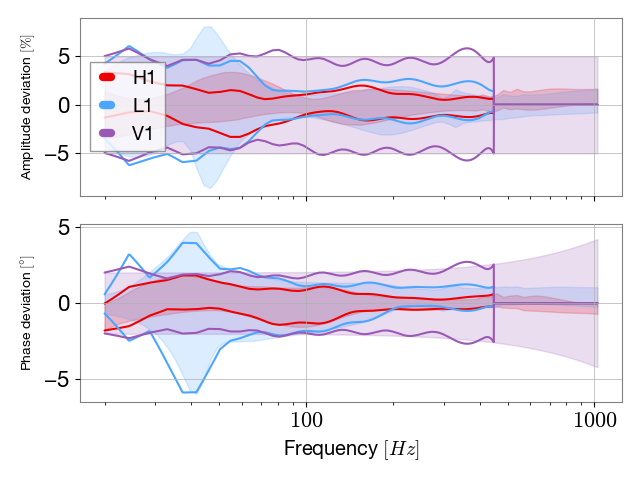 Amplitude deviation [%]
5
0
−5
H1
L1
V1
Phase deviation [°]
5
0
−5
100
1000
Frequency [Hz]